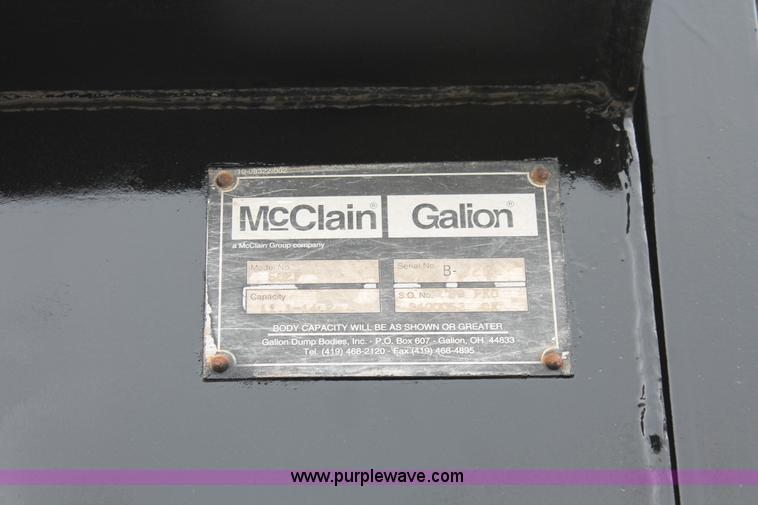 McClain® Galion®
a McClain Group company
Model No. Serial No. B-
Capacity S.O. No.
BODY CAPACITY WILL BE AS SHOWN OR GREATER
Galion Dump Bodies, Inc. - P.O. Box 607 - Galion, OH 44833
Tel. (419) 468-2120 - Fax (419) 468-4895
www.purplewave.com